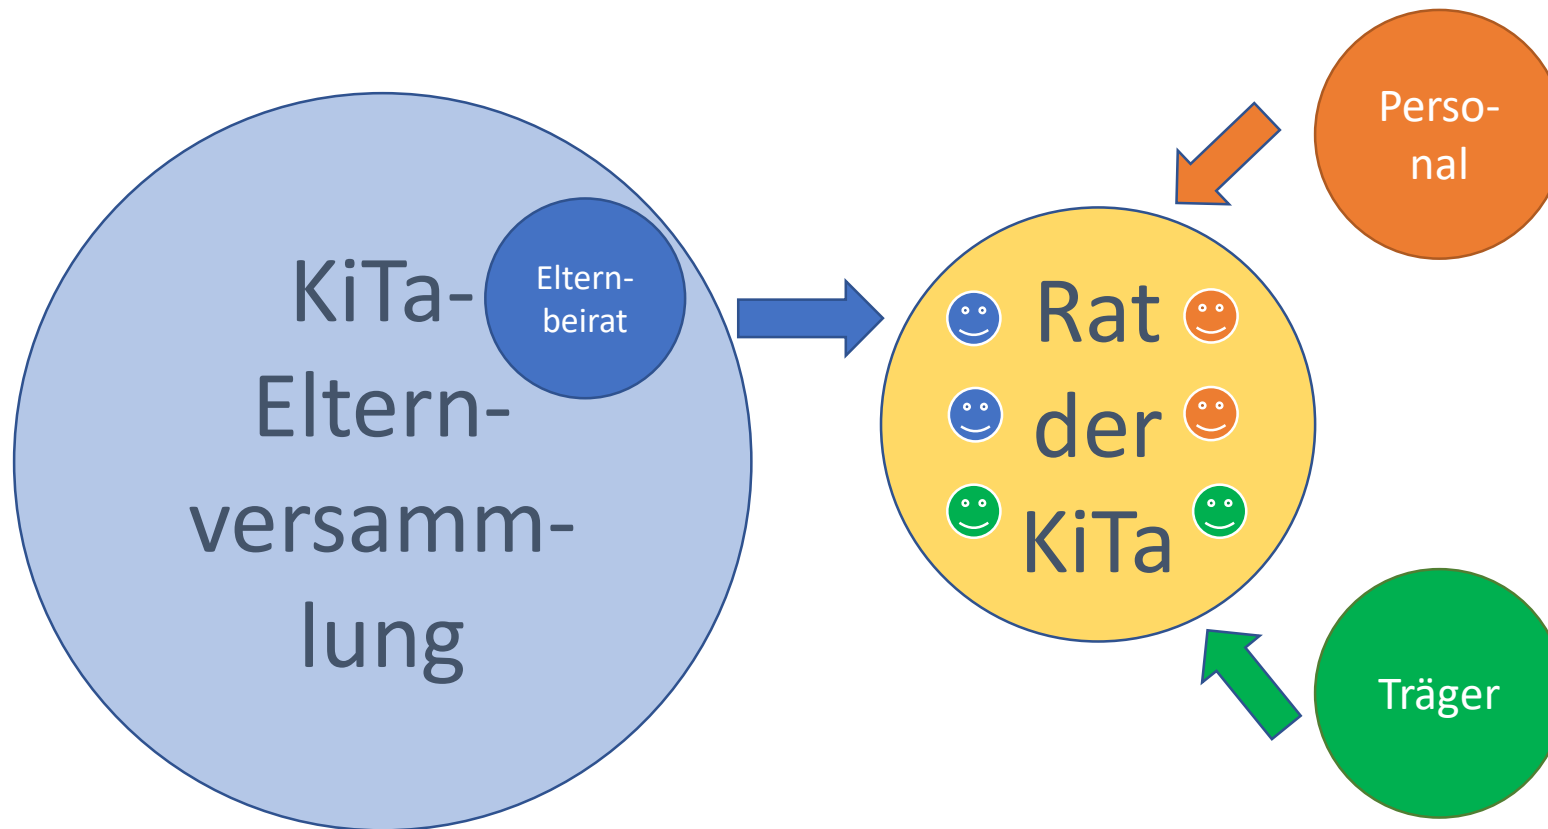 KiTa-
Eltern-
versamm-
lung
Eltern-
beirat
Rat
der
KiTa
Perso-
nal
Träger